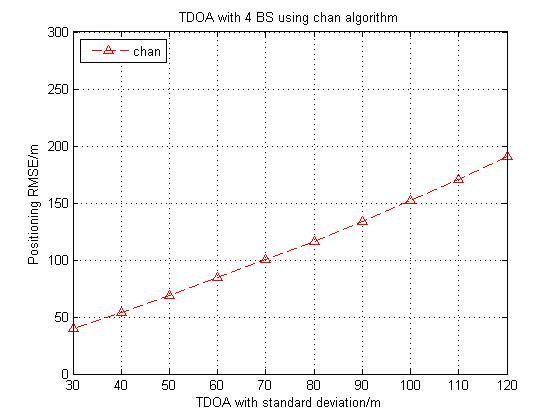 TDOA with 4 BS using chan algorithm
300
250
200
150
100
50
0
chan
Positioning RMSE/m
30 40 50 60 70 80 90 100 110 120
TDOA with standard deviation/m